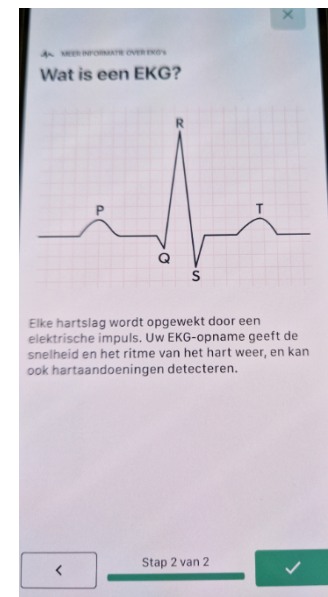 MEER INFORMATIE OVER EKG's
Wat is een EKG?
R
P
T
Q
S
Elke hartslag wordt opgewekt door een
elektrische impuls. Uw EKG-opname geeft de
snelheid en het ritme van het hart weer, en kan
ook hartaandoeningen detecteren.
Stap 2 van 2